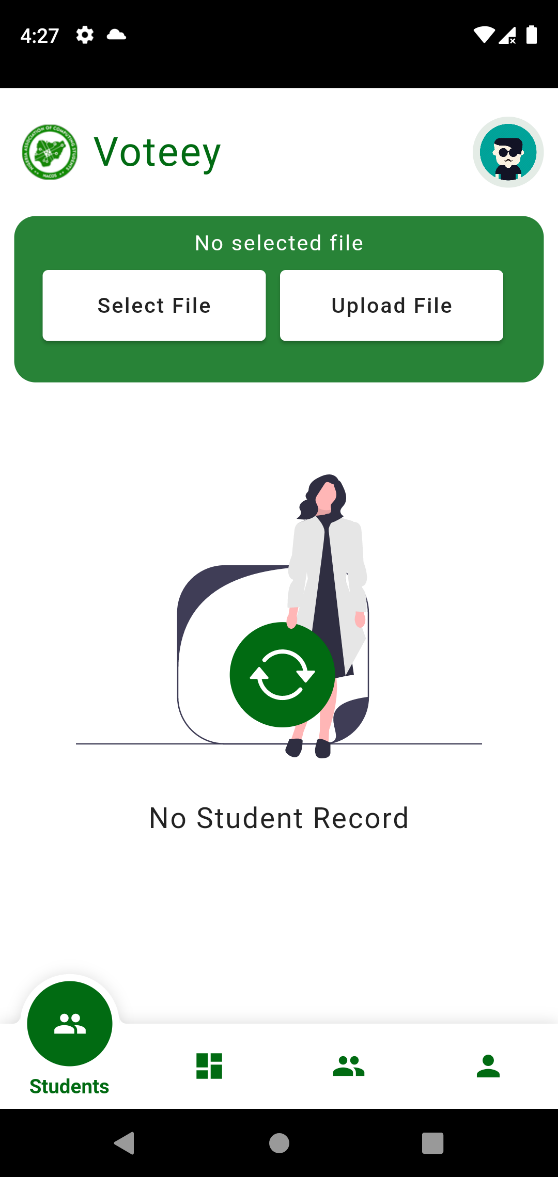 4:27
Voteey
No selected file
Select File
Upload File
No Student Record
Students